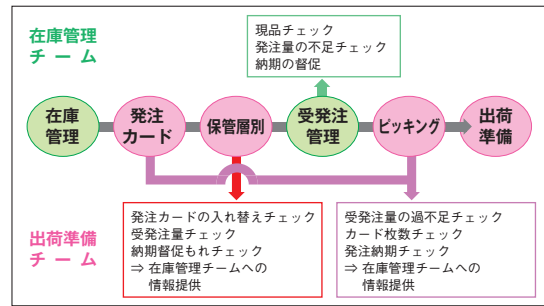 在庫管理
チーム
現品チェック
発注量の不足チェック
納期の督促
在庫
管理
発注
カード
保管層別
受発注
管理
ピッキング
出荷
準備
出荷準備
チーム
発注カードの入れ替えチェック
受発注量チェック
納期督促もれチェック
⇒ 在庫管理チームへの
情報提供
受発注量の過不足チェック
カード枚数チェック
発注納期チェック
⇒ 在庫管理チームへの
情報提供